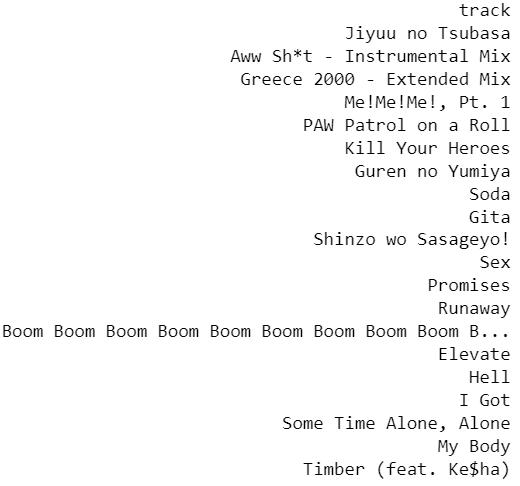 track
Jiyuu no Tsubasa
Aww Sh*t - Instrumental Mix
Greece 2000 - Extended Mix
Me!Me!Me!, Pt. 1
PAW Patrol on a Roll
Kill Your Heroes
Guren no Yumiya
Soda
Gita
Shinzo wo Sasageyo!
Sex
Promises
Runaway
Boom Boom Boom Boom Boom Boom Boom Boom Boom B...
Elevate
Hell
I Got
Some Time Alone, Alone
My Body
Timber (feat. Ke$ha)